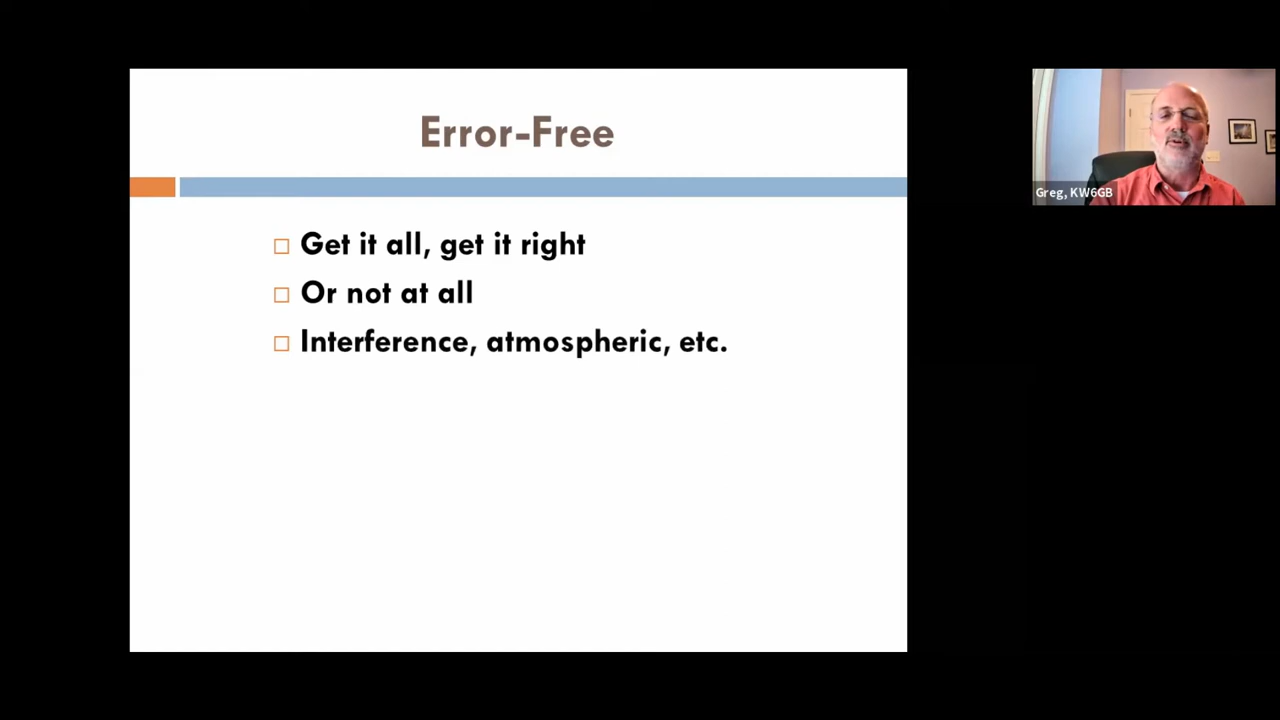 Error-Free
Get it all, get it right
Or not at all
Interference, atmospheric, etc.
Greg, KW6GB